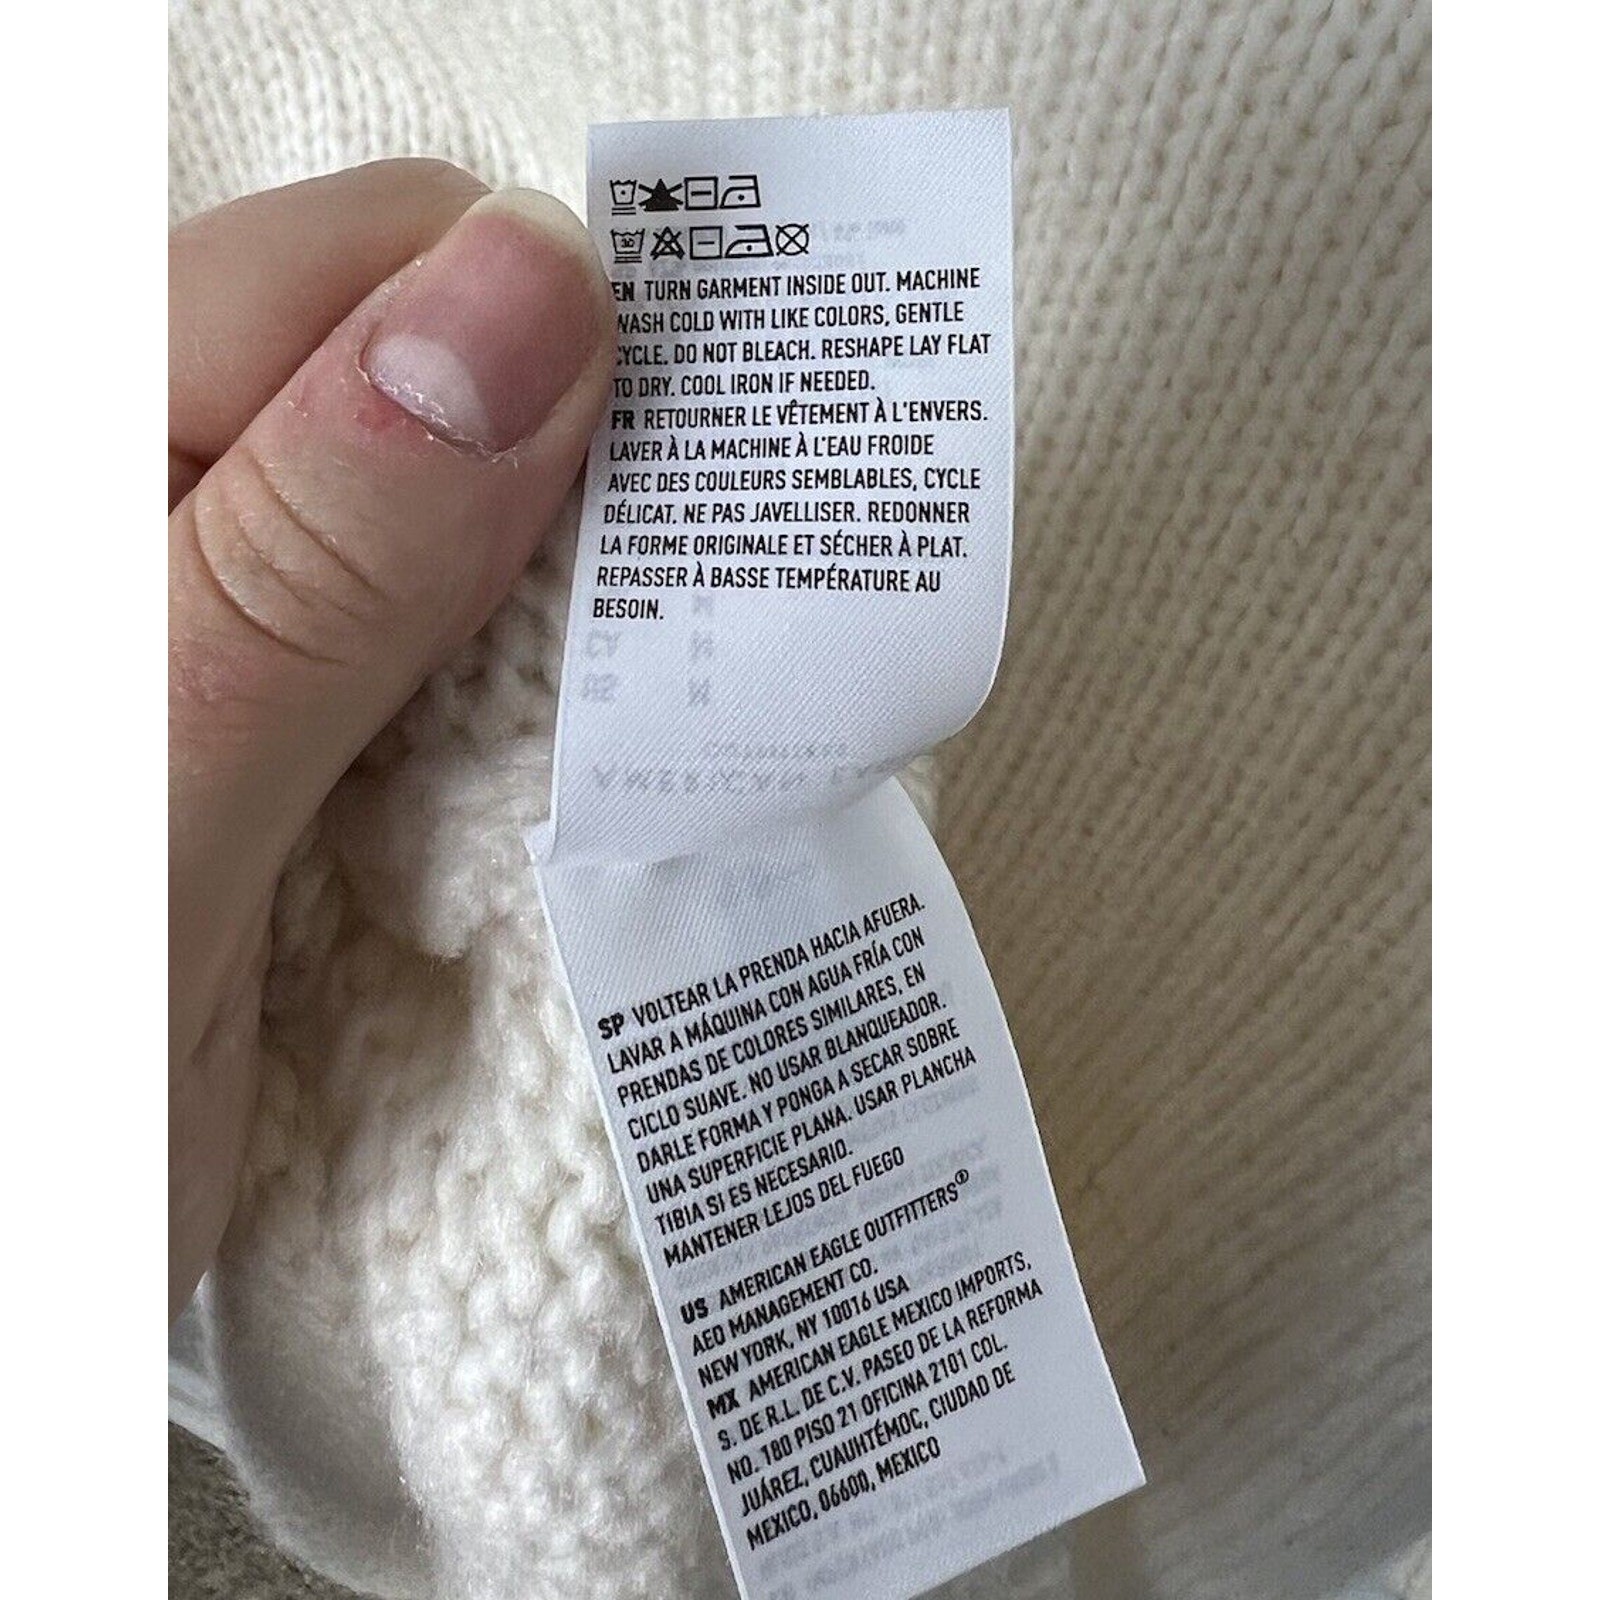 EN TURN GARMENT INSIDE OUT. MACHINE
WASH COLD WITH LIKE COLORS, GENTLE
CYCLE. DO NOT BLEACH. RESHAPE LAY FLAT
TO DRY. COOL IRON IF NEEDED.
FR RETOURNER LE VÊTEMENT À L'ENVERS.
LAVER À LA MACHINE À L'EAU FROIDE
AVEC DES COULEURS SEMBLABLES, CYCLE
DÉLICAT. NE PAS JAVELLISER. REDONNER
LA FORME ORIGINALE ET SÉCHER À PLAT.
REPASSER À BASSE TEMPÉRATURE AU
BESOIN.
SP VOLTEAR LA PRENDA HACIA AFUERA.
LAVAR A MÁQUINA CON AGUA FRÍA CON
PRENDAS DE COLORES SIMILARES, EN
CICLO SUAVE. NO USAR BLANQUEADOR.
DARLE FORMA Y PONGA A SECAR SOBRE
UNA SUPERFICIE PLANA. USAR PLANCHA
TIBIA SI ES NECESARIO.
MANTENER LEJOS DEL FUEGO
US AMERICAN EAGLE OUTFITTERS®
AEO MANAGEMENT CO.
NEW YORK, NY 10016 USA
MX AMERICAN EAGLE MEXICO IMPORTS,
S. DE R.L. DE C.V. PASEO DE LA REFORMA
NO. 180 PISO 21 OFICINA 2101 COL.
JUÁREZ, CUAUHTÉMOC, CIUDAD DE
MEXICO, 06600, MEXICO